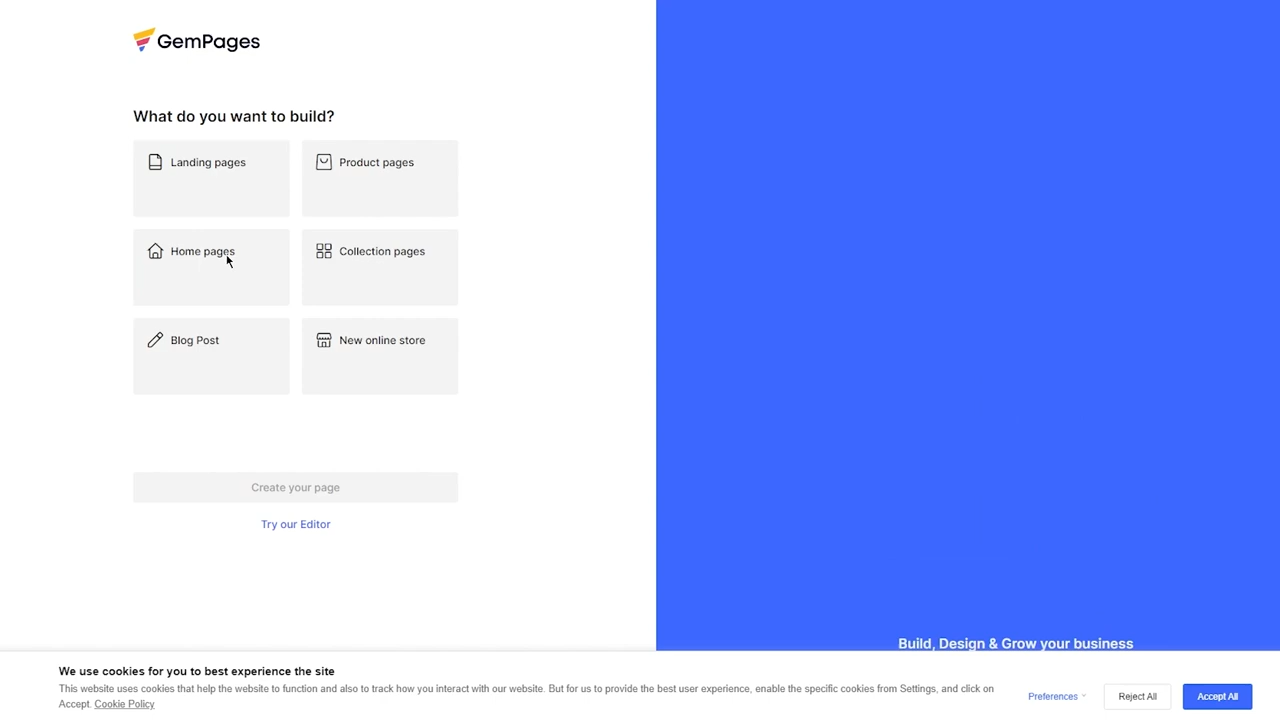 GemPages
What do you want to build?
Landing pages
Product pages
Home pages
Collection pages
Blog Post
New online store
Create your page
Try our Editor
Build, Design & Grow your business
We use cookies for you to best experience the site
This website uses cookies that help the website to function and also to track how you interact with our website. But for us to provide the best user experience, enable the specific cookies from Settings, and click on
Accept. Cookie Policy
Preferences
Reject All
Accept All